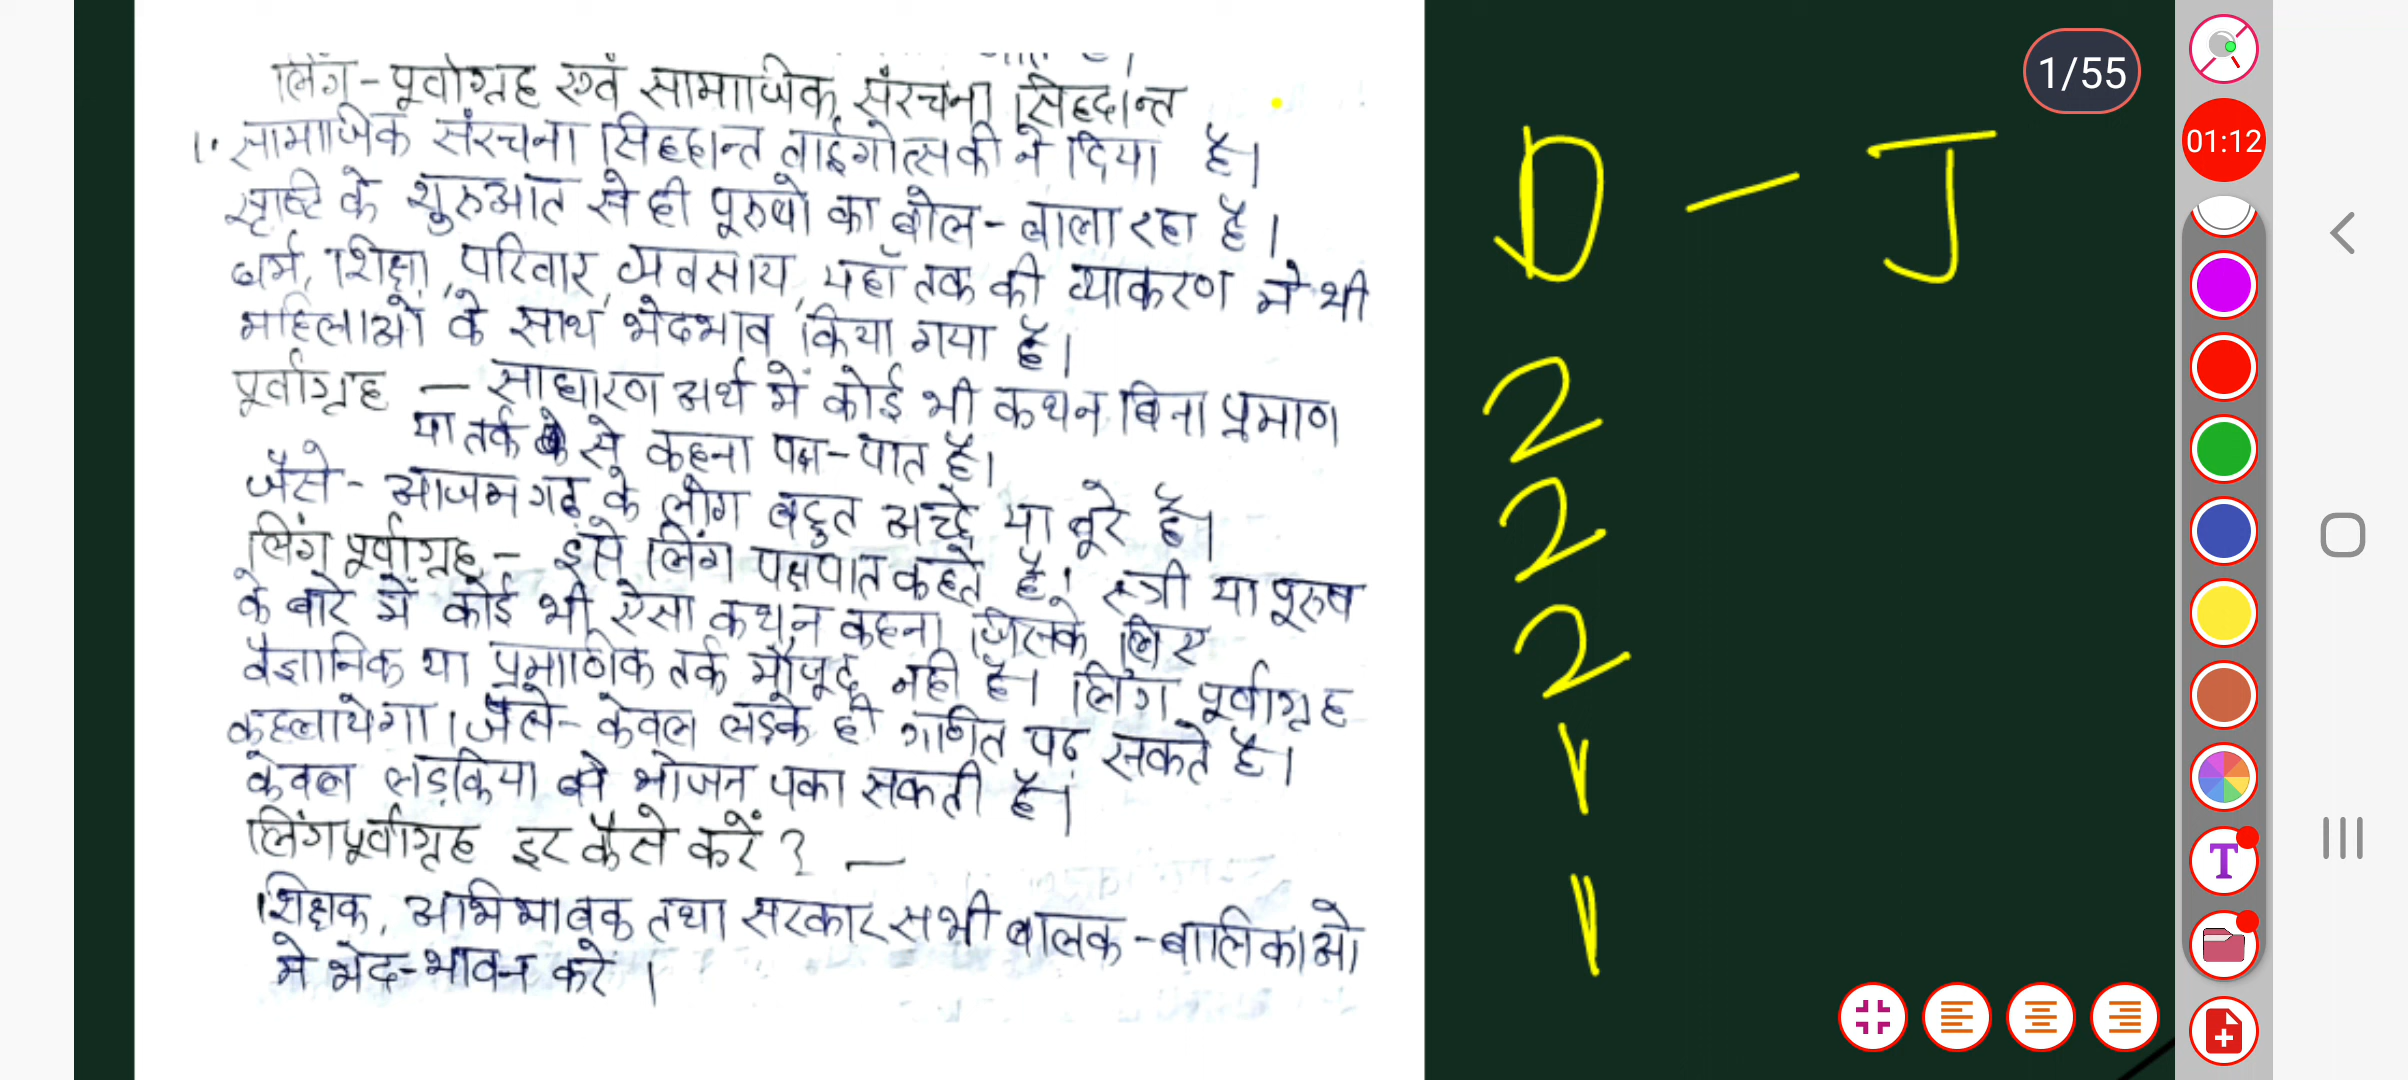 लिंग-पूर्वाग्रह एवं सामाजिक संरचना सिद्धान्त
1. सामाजिक संरचना सिद्धान्त वाईगोत्सकी ने दिया है।
सृष्टि के शुरुआत से ही पूरुषो का बोल-वाला रहा है।
धर्म, शिक्षा, परिवार, व्यवसाय, यहाँ तक की व्याकरण मे भी
महिलाओं के साथ भेदभाव किया गया है।
पूर्वाग्रह — साधारण अर्थ में कोई भी कथन बिना प्रमाण
या तर्क से कहना पक्ष-पात है।
जैसे- आजमगढ़ के लोग बहुत अच्छे या बूरे है।
लिंग पूर्वाग्रह - इसे लिंग पक्षपात कहते है। स्त्री या पूरुष
के बारे में कोई भी ऐसा कथन कहना जिसके लिए
वैज्ञानिक या प्रमाणिक तर्क मौजूद नही है। लिंग पूर्वाग्रह
कहलायेगा। जैसे- केवल लड़के ही गणित पढ़ सकते है।
केवल लड़किया भोजन पका सकती है।
लिंगपूर्वाग्रह इर कैसे करें? —
शिक्षक, अभिभावक तथा सरकार सभी बालक-बालिकाओ
मे भेद-भाव न करे।
D - J
2
2
2
1/55
01:12
T